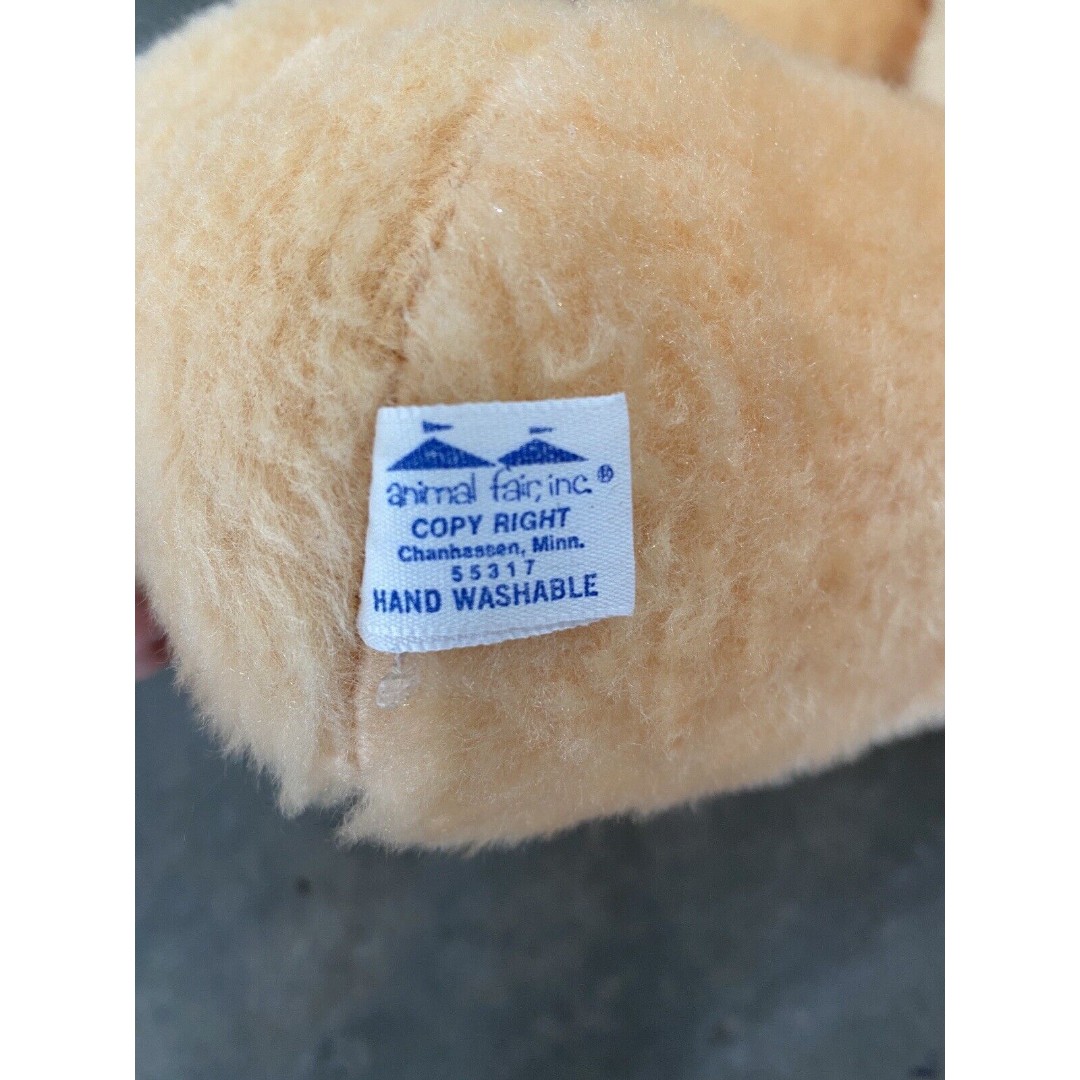 animal fair, inc.®
COPY RIGHT
Chanhassen, Minn.
55317
HAND WASHABLE